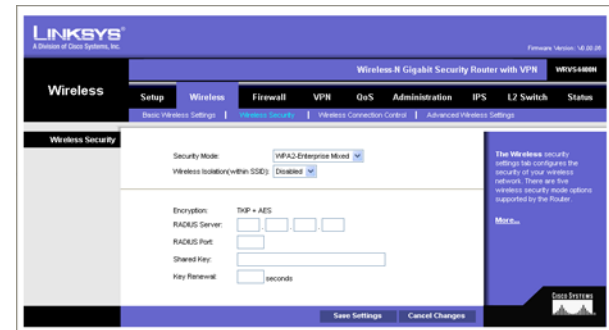 LINKSYS®
A Division of Cisco Systems, Inc.
Firmware Version: V0.00.08
Wireless-N Gigabit Security Router with VPN WRVS4400N
Wireless
Setup Wireless Firewall VPN QoS Administration IPS L2 Switch Status
Basic Wireless Settings | Wireless Security | Wireless Connection Control | Advanced Wireless Settings
Wireless Security
Security Mode: WPA2-Enterprise Mixed
Wireless Isolation(within SSID): Disabled
Encryption: TKIP + AES
RADIUS Server: . . .
RADIUS Port:
Shared Key:
Key Renewal: seconds
The Wireless security
settings tab configures the
security of your wireless
network. There are five
wireless security mode options
supported by the Router.
More...
Save Settings Cancel Changes
CISCO SYSTEMS